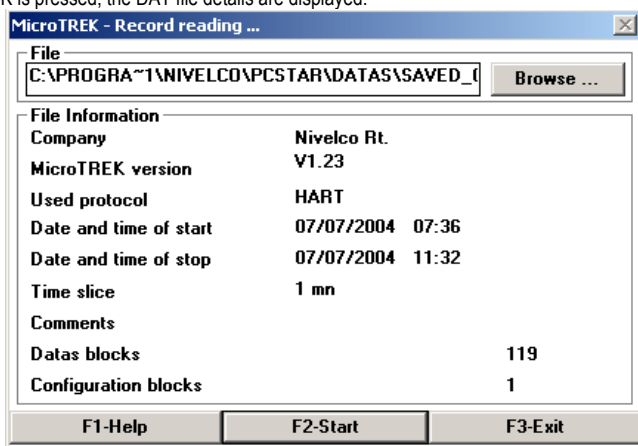 R is pressed, the DAT file details are displayed.
MicroTREK - Record reading ...
File
C:\PROGRA~1\NIVELCO\PCSTAR\DATAS\SAVED_ Browse ...
File Information
Company Nivelco Rt.
MicroTREK version V1.23
Used protocol HART
Date and time of start 07/07/2004 07:36
Date and time of stop 07/07/2004 11:32
Time slice 1 mn
Comments
Datas blocks 119
Configuration blocks 1
F1-Help F2-Start F3-Exit